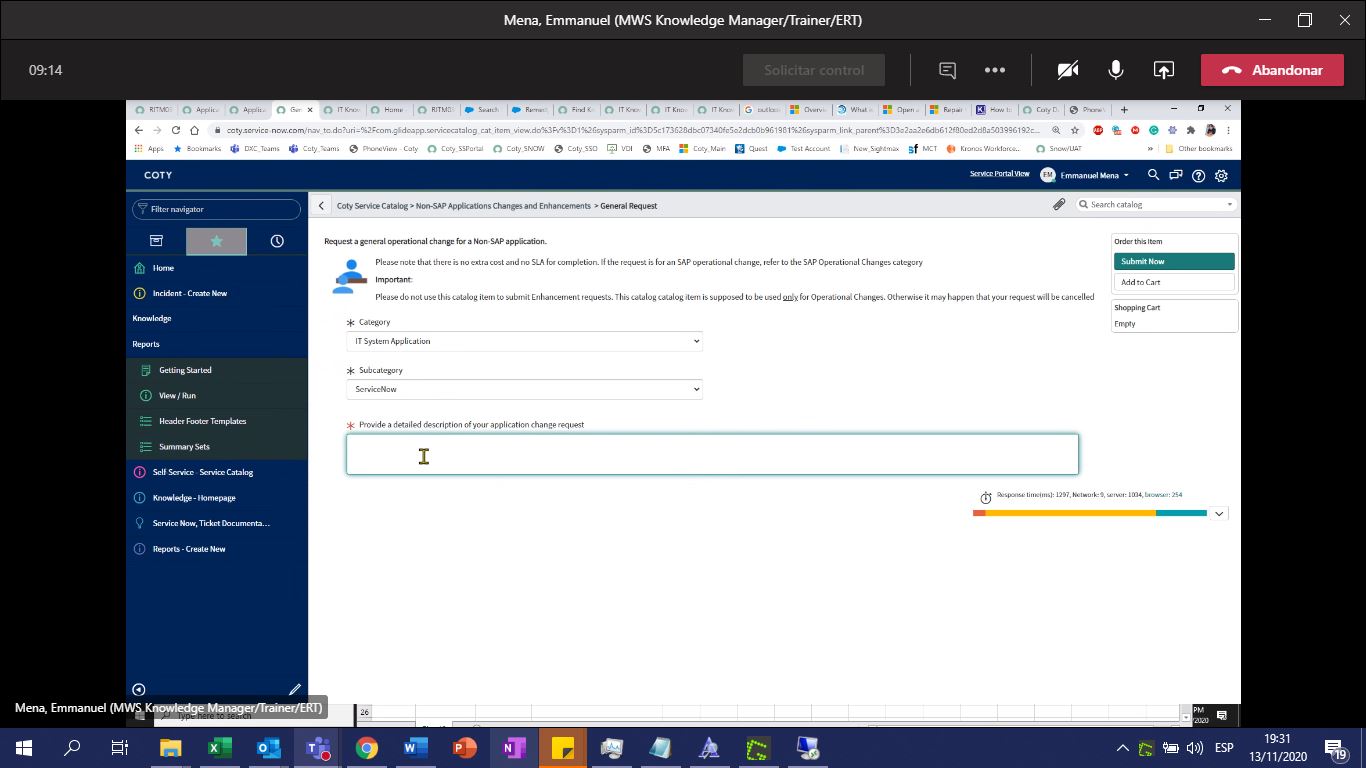 Mena, Emmanuel (MWS Knowledge Manager/Trainer/ERT)
09:14
Solicitar control
Abandonar
RITM03
Applica
Applica
Gen
IT Know
Home
RITM03
Search
Remed
Find Kn
IT Know
IT Know
IT Know
outlook
Overvi
What is
Open a
Repair
How to
Coty D
PhoneV
coty.service-now.com/nav_to.do?uri=%2Fcom.glideapp.servicecatalog_cat_item_view.do%3Fv%3D1%26sysparm_id%3D5c173628dbc07340fe5e2dcb0b961981%26sysparm_link_parent%3D3e2aa2e6db612f80ed2d8a503996192c...
Apps
Bookmarks
DXC_Teams
Coty_Teams
PhoneView - Coty
Coty_SSPortal
Coty_SNOW
Coty_SSO
VDI
MFA
Coty_Main
Quest
Test Account
New_Sightmax
MCT
Kronos Workforce...
Snow/UAT
»
Other bookmarks
COTY
Service Portal View
EM
Emmanuel Mena
Filter navigator
Coty Service Catalog > Non-SAP Applications Changes and Enhancements > General Request
Search catalog
Home
Incident - Create New
Knowledge
Reports
Getting Started
View / Run
Header Footer Templates
Summary Sets
Self Service - Service Catalog
Knowledge - Homepage
Service Now, Ticket Documenta...
Reports - Create New
Request a general operational change for a Non-SAP application.
Please note that there is no extra cost and no SLA for completion. If the request is for an SAP operational change, refer to the SAP Operational Changes category
Important:
Please do not use this catalog item to submit Enhancement requests. This catalog catalog item is supposed to be used only for Operational Changes. Otherwise it may happen that your request will be cancelled
Category
IT System Application
Subcategory
ServiceNow
Provide a detailed description of your application change request
Order this Item
Submit Now
Add to Cart
Shopping Cart
Empty
Response time(ms): 1297, Network: 9, server: 1034, browser: 254
Mena, Emmanuel (MWS Knowledge Manager/Trainer/ERT)
Type here to search
26
PM
/2020
ESP
19:31
13/11/2020
19